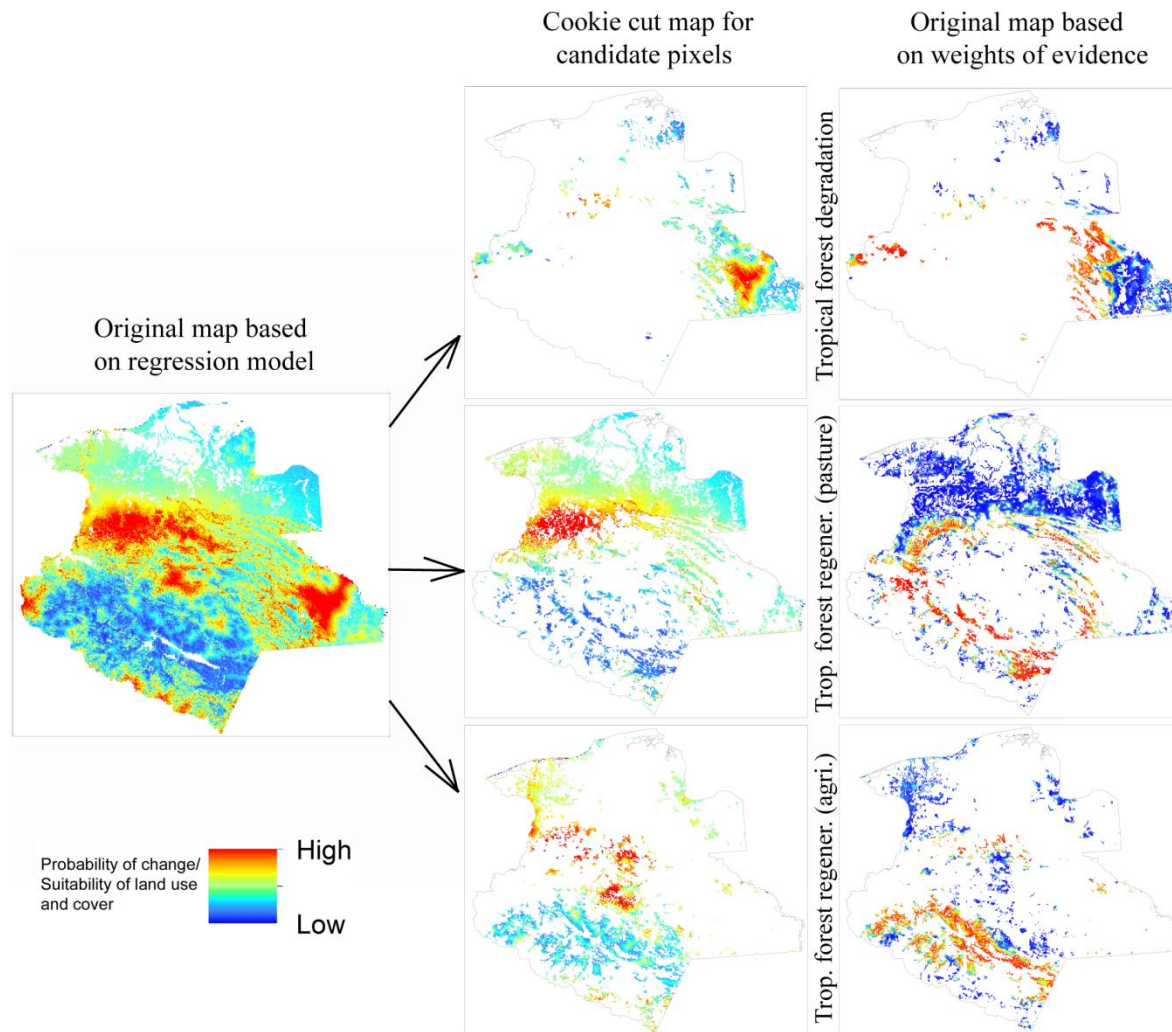 Cookie cut map for
candidate pixels
Original map based
on weights of evidence
Original map based
on regression model
Tropical forest degradation
Trop. forest regener. (pasture)
Trop. forest regener. (agri.)
Probability of change/
Suitability of land use
and cover
High
Low